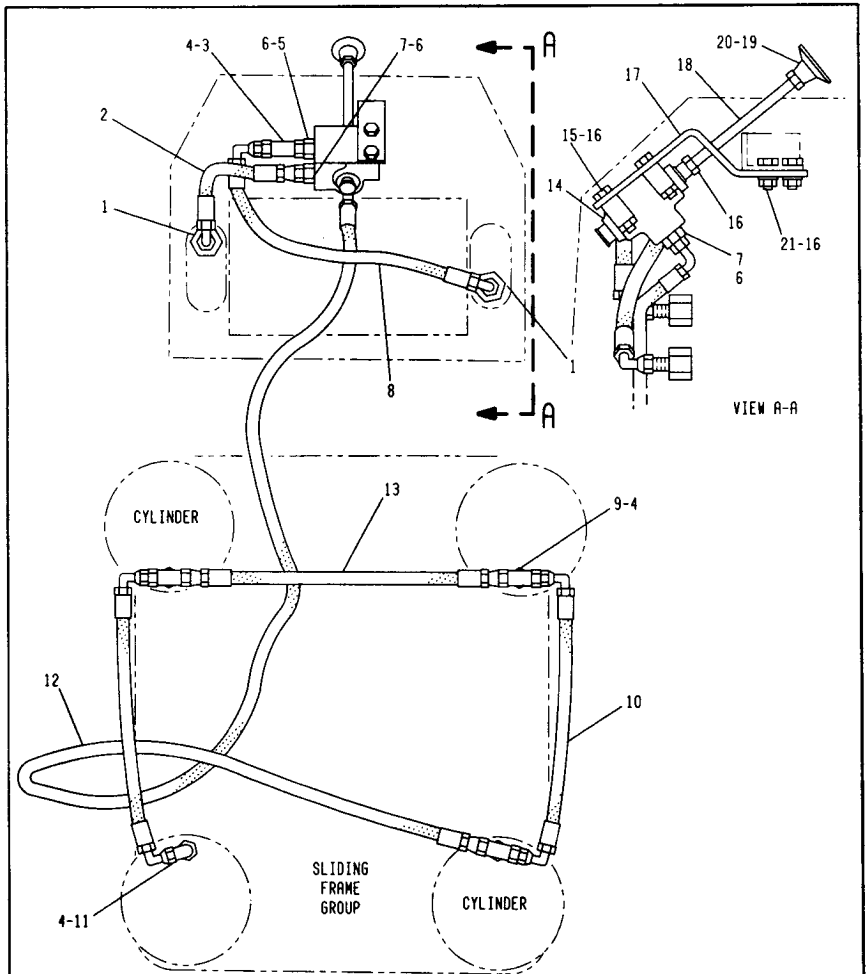 4-3
6-5
7-6
A
20-19
17
18
2
15-16
14
1
16
7
6
21-16
8
1
A
VIEW A-A
CYLINDER
13
9-4
12
10
4-11
SLIDING
FRAME
GROUP
CYLINDER